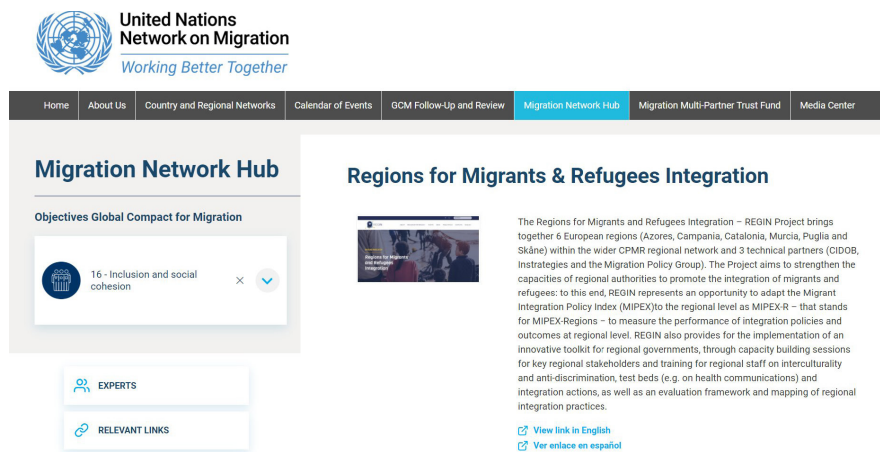 United Nations
Network on Migration
Working Better Together
Home About Us Country and Regional Networks Calendar of Events GCM Follow-Up and Review Migration Network Hub Migration Multi-Partner Trust Fund Media Center
Migration Network Hub
Objectives Global Compact for Migration
16 - Inclusion and social
cohesion
EXPERTS
RELEVANT LINKS
Regions for Migrants & Refugees Integration
Regions for Migrants
and Refugees
Integration
The Regions for Migrants and Refugees Integration – REGIN Project brings
together 6 European regions (Azores, Campania, Catalonia, Murcia, Puglia and
Skåne) within the wider CPMR regional network and 3 technical partners (CIDOB,
Instrategies and the Migration Policy Group). The Project aims to strengthen the
capacities of regional authorities to promote the integration of migrants and
refugees: to this end, REGIN represents an opportunity to adapt the Migrant
Integration Policy Index (MIPEX)to the regional level as MIPEX-R – that stands
for MIPEX-Regions – to measure the performance of integration policies and
outcomes at regional level. REGIN also provides for the implementation of an
innovative toolkit for regional governments, through capacity building sessions
for key regional stakeholders and training for regional staff on interculturality
and anti-discrimination, test beds (e.g. on health communications) and
integration actions, as well as an evaluation framework and mapping of regional
integration practices.
View link in English
Ver enlace en español